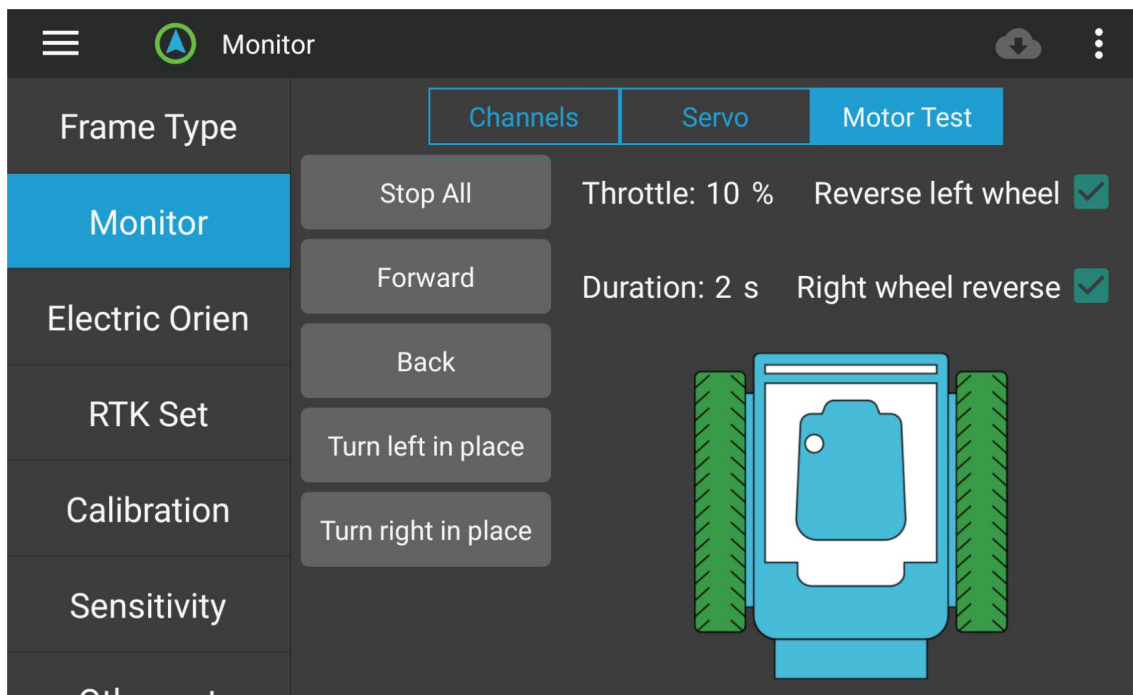 Monitor
Frame Type
Monitor
Electric Orien
RTK Set
Calibration
Sensitivity
Channels
Servo
Motor Test
Stop All
Forward
Back
Turn left in place
Turn right in place
Throttle: 10 %
Reverse left wheel
Duration: 2 s
Right wheel reverse